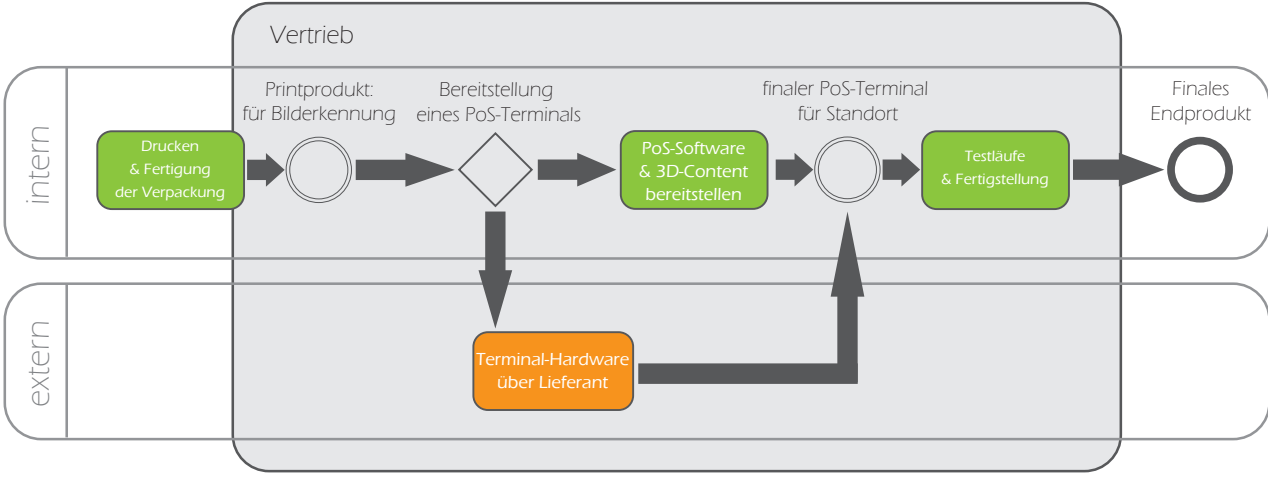 Vertrieb
intern
Drucken
& Fertigung
der Verpackung
Printprodukt:
für Bilderkennung
Bereitstellung
eines PoS-Terminals
PoS-Software
& 3D-Content
bereitstellen
finaler PoS-Terminal
für Standort
Testläufe
& Fertigstellung
Finales
Endprodukt
extern
Terminal-Hardware
über Lieferant